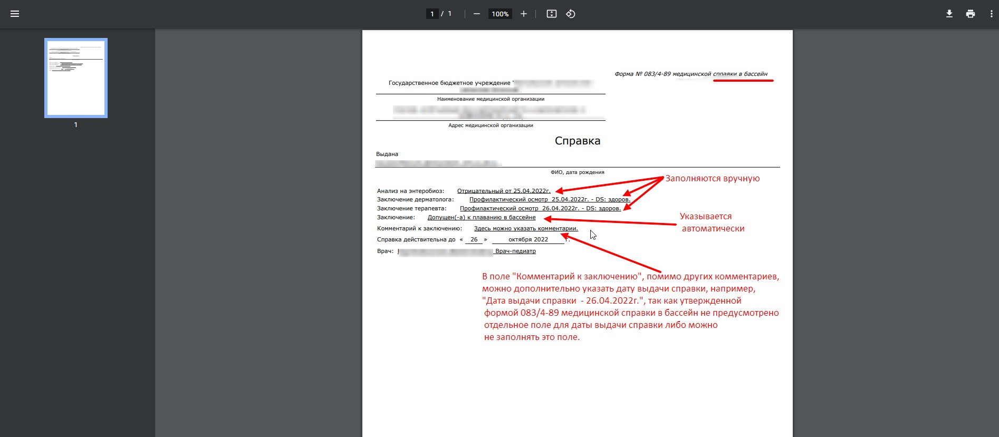 1 / 1
100%
1
Форма № 083/4-89 медицинской справки в бассейн
Государственное бюджетное учреждение "
Наименование медицинской организации
Адрес медицинской организации
Справка
Выдана
ФИО, дата рождения
Заполняются вручную
Анализ на энтеробиоз: Отрицательный от 25.04.2022г.
Заключение дерматолога: Профилактический осмотр 25.04.2022г. - DS: здоров.
Заключение терапевта: Профилактический осмотр 26.04.2022г. - DS: здоров.
Заключение: Допущен(-а) к плаванию в бассейне
Указывается
автоматически
Комментарий к заключению: Здесь можно указать комментарии.
Справка действительна до « 26 » октября 2022 г.
Врач: Врач-педиатр
В поле "Комментарий к заключению", помимо других комментариев,
можно дополнительно указать дату выдачи справки, например,
"Дата выдачи справки - 26.04.2022г.", так как утвержденной
формой 083/4-89 медицинской справки в бассейн не предусмотрено
отдельное поле для даты выдачи справки либо можно
не заполнять это поле.